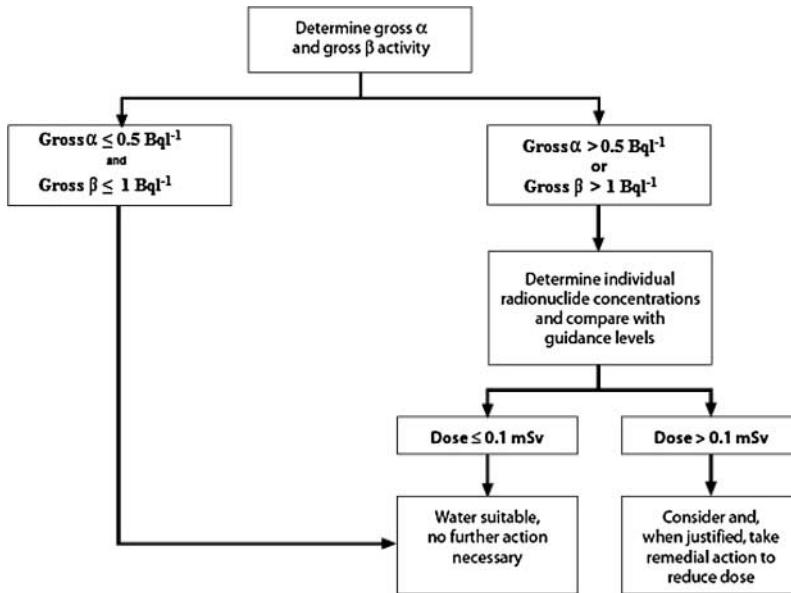 Determine gross α
and gross β activity
Gross α ≤ 0.5 Bql⁻¹
and
Gross β ≤ 1 Bql⁻¹
Gross α > 0.5 Bql⁻¹
or
Gross β > 1 Bql⁻¹
Determine individual
radionuclide concentrations
and compare with
guidance levels
Dose ≤ 0.1 mSv
Dose > 0.1 mSv
Water suitable,
no further action
necessary
Consider and,
when justified, take
remedial action to
reduce dose